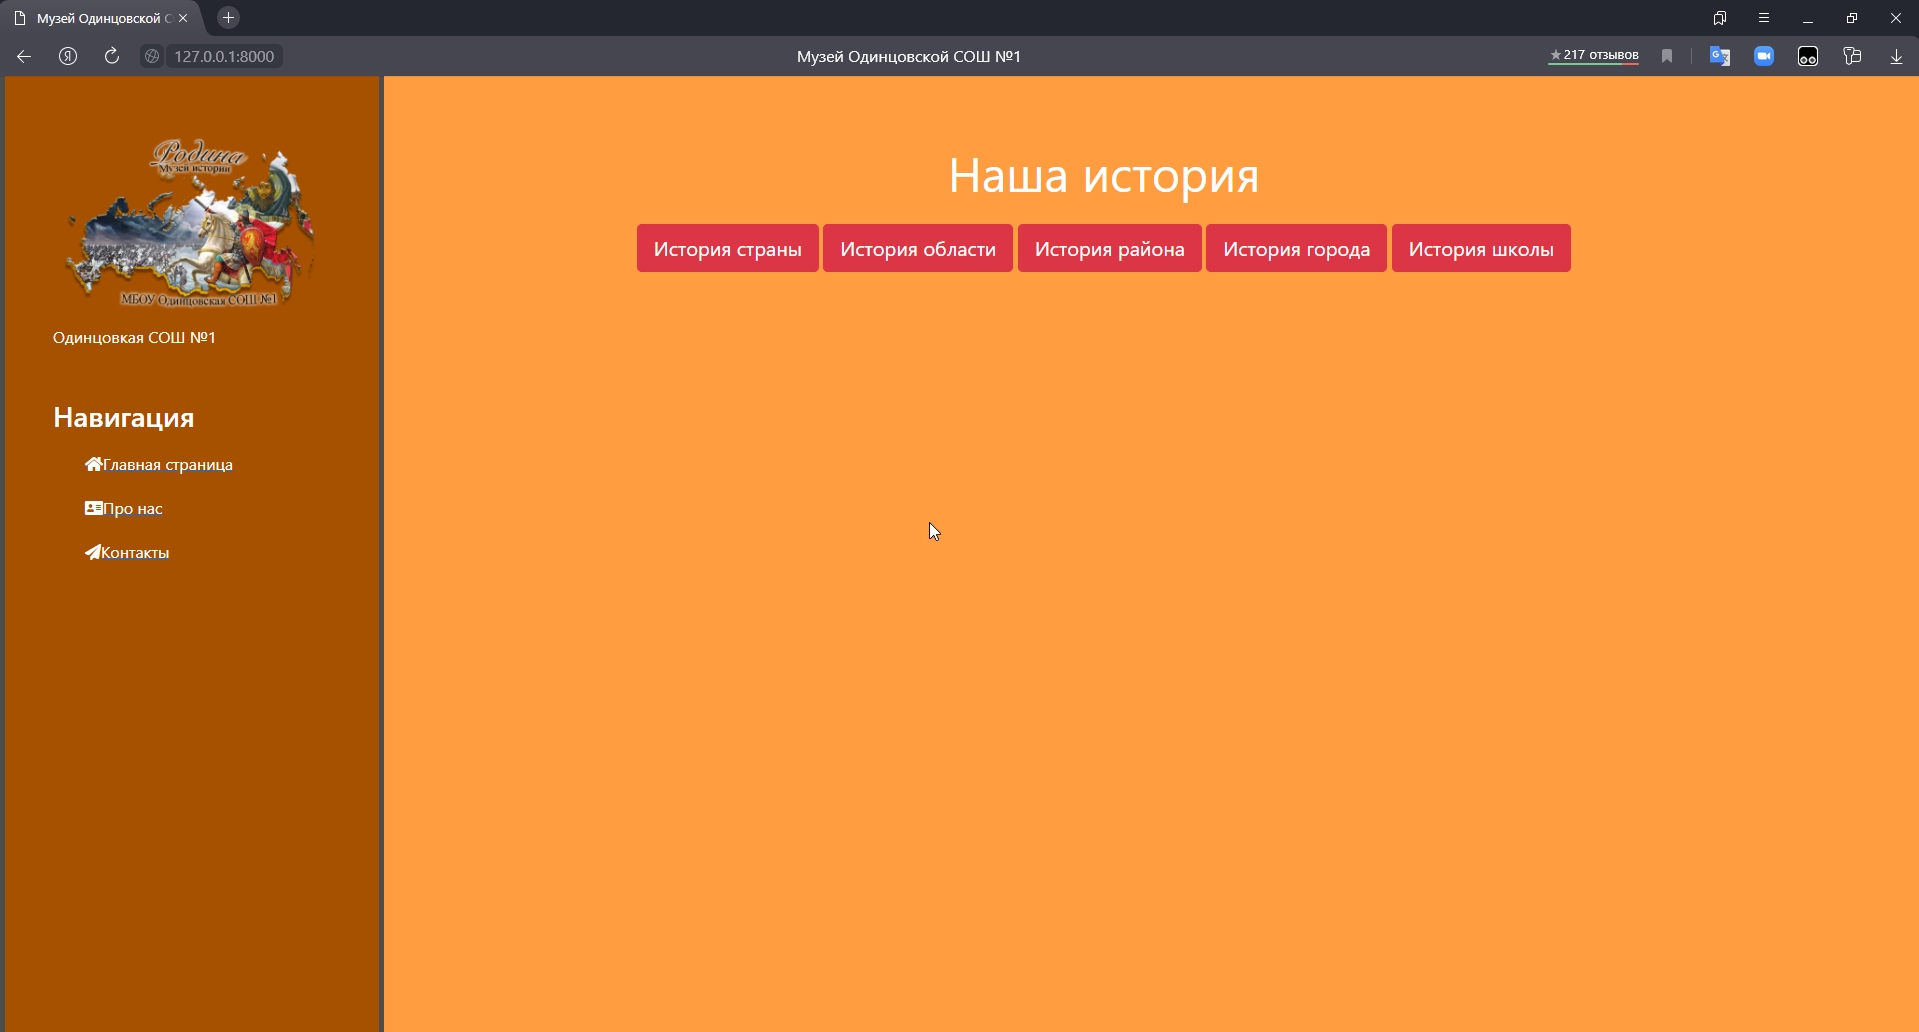 Музей Одинцовской С
127.0.0.1:8000
Музей Одинцовской СОШ №1
217 отзывов
Родина
Музей истории
МБОУ Одинцовская СОШ №1
Одинцовкая СОШ №1
Навигация
Главная страница
Про нас
Контакты
Наша история
История страны История области История района История города История школы